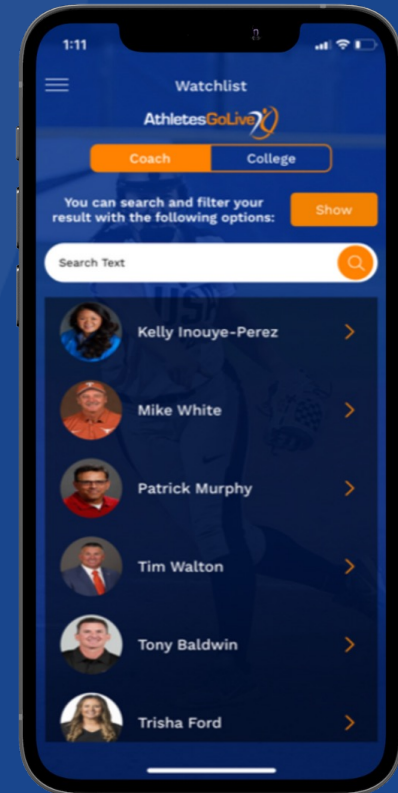 1:11
Watchlist
AthletesGoLive
Coach College
You can search and filter your
result with the following options:
Show
Search Text
Kelly Inouye-Perez
Mike White
Patrick Murphy
Tim Walton
Tony Baldwin
Trisha Ford